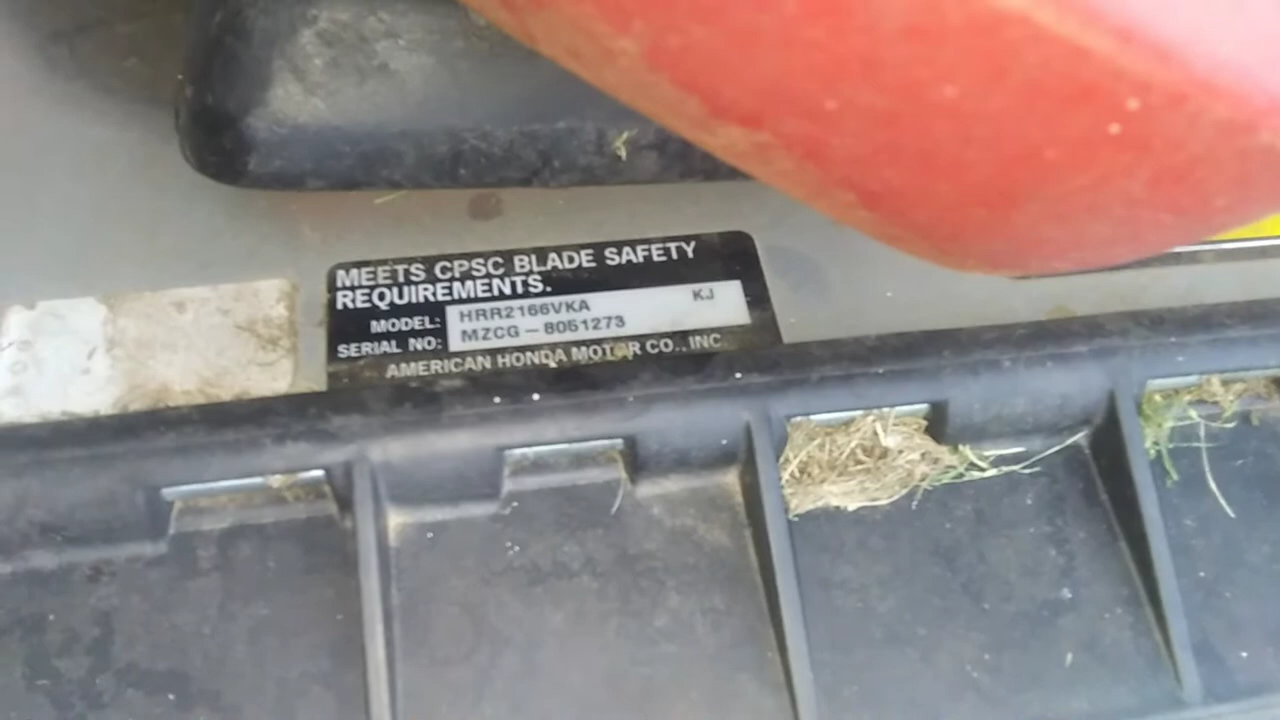 MEETS CPSC BLADE SAFETY
REQUIREMENTS.
MODEL: HRR2166VKA KJ
SERIAL NO: MZCG-8051273
AMERICAN HONDA MOTOR CO., INC